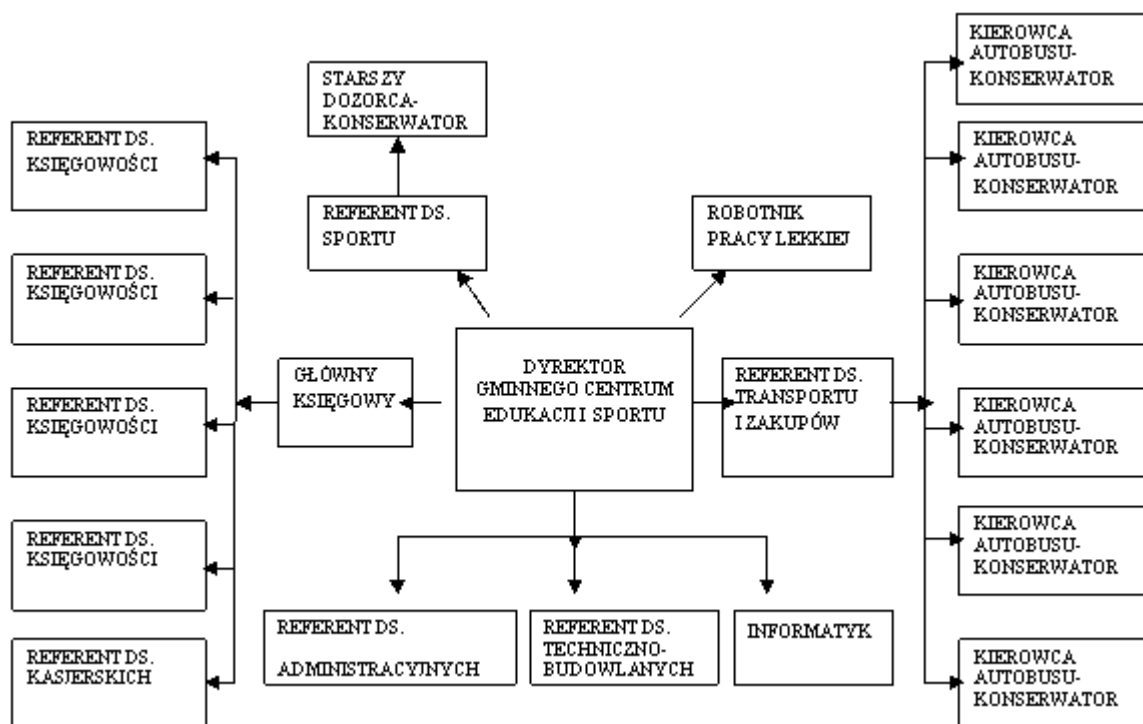 KIEROWCA
AUTOBUSU-
KONSERWATOR
STARSZY
DOZORCA-
KONSERWATOR
REFERENT DS.
KSIĘGOWOŚCI
KIEROWCA
AUTOBUSU-
KONSERWATOR
REFERENT DS.
SPORTU
ROBOTNIK
PRACY LEKKIEJ
REFERENT DS.
KSIĘGOWOŚCI
KIEROWCA
AUTOBUSU-
KONSERWATOR
GŁÓWNY
KSIĘGOWY
DYREKTOR
GMINNEGO CENTRUM
EDUKACJI I SPORTU
REFERENT DS.
TRANSPORTU
I ZAKUPÓW
REFERENT DS.
KSIĘGOWOŚCI
KIEROWCA
AUTOBUSU-
KONSERWATOR
REFERENT DS.
KSIĘGOWOŚCI
KIEROWCA
AUTOBUSU-
KONSERWATOR
REFERENT DS.
KASJERSKICH
REFERENT DS.
ADMINISTRACYJNYCH
REFERENT DS.
TECHNICZNO-
BUDOWLANYCH
INFORMATYK
KIEROWCA
AUTOBUSU-
KONSERWATOR